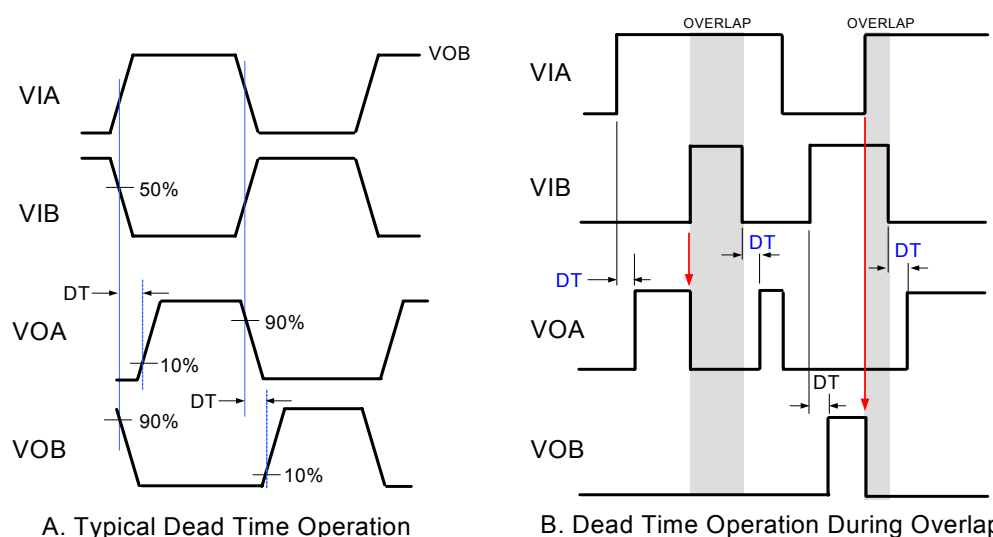 VOB
VIA
VIB
50%
DT
VOA
90%
10%
DT
VOB
90%
10%
A. Typical Dead Time Operation
OVERLAP
OVERLAP
VIA
VIB
DT
DT
DT
VOA
DT
VOB
B. Dead Time Operation During Overlap